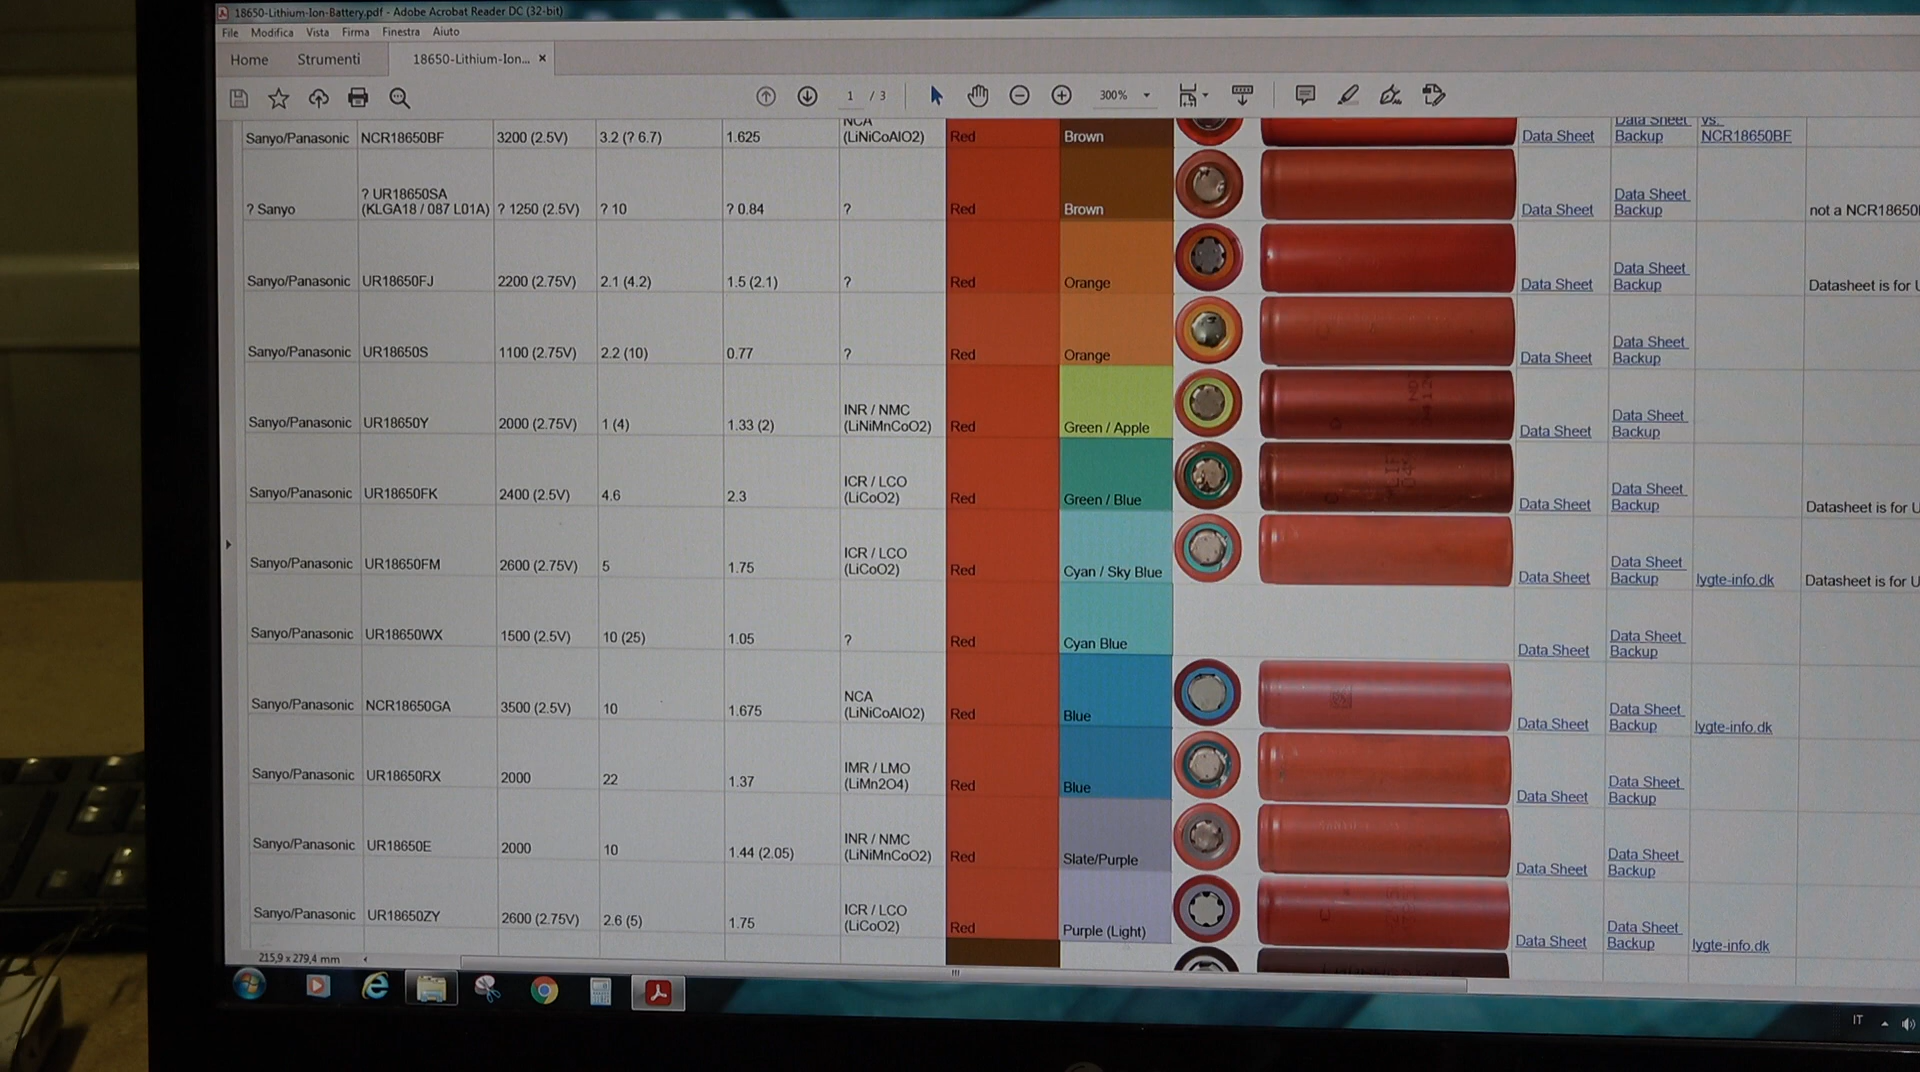 18650-Lithium-Ion-Battery.pdf - Adobe Acrobat Reader DC (32-bit)
File Modifica Vista Firma Finestra Aiuto
Home Strumenti 18650-Lithium-Ion... ×
1 / 3 300%
Sanyo/Panasonic NCR18650BF 3200 (2.5V) 3.2 (? 6.7) 1.625 NCA (LiNiCoAlO2) Red Brown Data Sheet Data Sheet Backup vs. NCR18650BF
? Sanyo ? UR18650SA (KLGA18 / 087 L01A) ? 1250 (2.5V) ? 10 ? 0.84 ? Red Brown Data Sheet Data Sheet Backup not a NCR18650
Sanyo/Panasonic UR18650FJ 2200 (2.75V) 2.1 (4.2) 1.5 (2.1) ? Red Orange Data Sheet Data Sheet Backup Datasheet is for U
Sanyo/Panasonic UR18650S 1100 (2.75V) 2.2 (10) 0.77 ? Red Orange Data Sheet Data Sheet Backup
Sanyo/Panasonic UR18650Y 2000 (2.75V) 1 (4) 1.33 (2) INR / NMC (LiNiMnCoO2) Red Green / Apple Data Sheet Data Sheet Backup
Sanyo/Panasonic UR18650FK 2400 (2.5V) 4.6 2.3 ICR / LCO (LiCoO2) Red Green / Blue Data Sheet Data Sheet Backup Datasheet is for U
Sanyo/Panasonic UR18650FM 2600 (2.75V) 5 1.75 ICR / LCO (LiCoO2) Red Cyan / Sky Blue Data Sheet Data Sheet Backup lygte-info.dk Datasheet is for U
Sanyo/Panasonic UR18650WX 1500 (2.5V) 10 (25) 1.05 ? Red Cyan Blue Data Sheet Data Sheet Backup
Sanyo/Panasonic NCR18650GA 3500 (2.5V) 10 1.675 NCA (LiNiCoAlO2) Red Blue Data Sheet Data Sheet Backup lygte-info.dk
Sanyo/Panasonic UR18650RX 2000 22 1.37 IMR / LMO (LiMn2O4) Red Blue Data Sheet Data Sheet Backup
Sanyo/Panasonic UR18650E 2000 10 1.44 (2.05) INR / NMC (LiNiMnCoO2) Red Slate/Purple Data Sheet Data Sheet Backup
Sanyo/Panasonic UR18650ZY 2600 (2.75V) 2.6 (5) 1.75 ICR / LCO (LiCoO2) Red Purple (Light) Data Sheet Data Sheet Backup lygte-info.dk
215,9 x 279,4 mm
IT